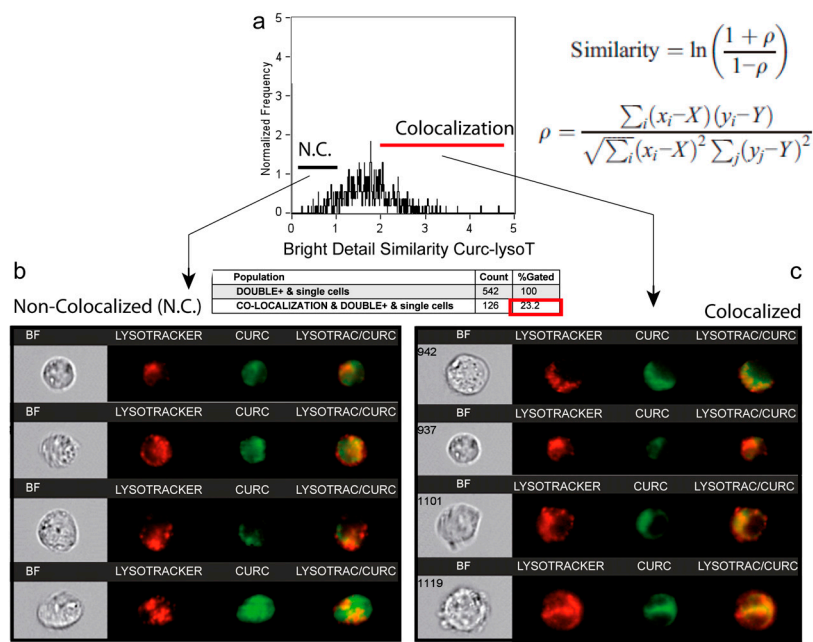 a
5
4
3
2
1
0
Normalized Frequency
N.C.
Colocalization
0 1 2 3 4 5
Bright Detail Similarity Curc-lysoT
Similarity = ln((1 + ρ)/(1−ρ))
ρ = ∑i(xi−X)(yi−Y) / √∑i(xi−X)² ∑j(yj−Y)²
Population Count %Gated
DOUBLE+ & single cells 542 100
CO-LOCALIZATION & DOUBLE+ & single cells 126 23.2
b
Non-Colocalized (N.C.)
BF LYSOTRACKER CURC LYSOTRAC/CURC
BF LYSOTRACKER CURC LYSOTRAC/CURC
BF LYSOTRACKER CURC LYSOTRAC/CURC
BF LYSOTRACKER CURC LYSOTRAC/CURC
c
Colocalized
BF LYSOTRACKER CURC LYSOTRAC/CURC
942
BF LYSOTRACKER CURC LYSOTRAC/CURC
937
BF LYSOTRACKER CURC LYSOTRAC/CURC
1101
BF LYSOTRACKER CURC LYSOTRAC/CURC
1119